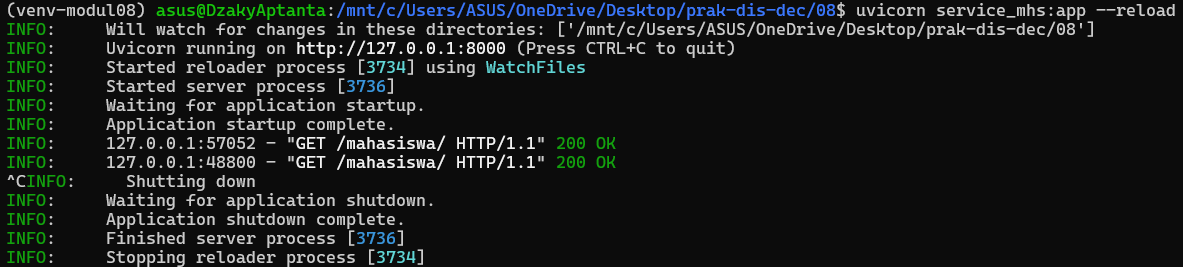 (venv-modul08) asus@DzakyAptanta:/mnt/c/Users/ASUS/OneDrive/Desktop/prak-dis-dec/08$ uvicorn service_mhs:app --reload
INFO:     Will watch for changes in these directories: ['/mnt/c/Users/ASUS/OneDrive/Desktop/prak-dis-dec/08']
INFO:     Uvicorn running on http://127.0.0.1:8000 (Press CTRL+C to quit)
INFO:     Started reloader process [3734] using WatchFiles
INFO:     Started server process [3736]
INFO:     Waiting for application startup.
INFO:     Application startup complete.
INFO:     127.0.0.1:57052 - "GET /mahasiswa/ HTTP/1.1" 200 OK
INFO:     127.0.0.1:48800 - "GET /mahasiswa/ HTTP/1.1" 200 OK
^CINFO:     Shutting down
INFO:     Waiting for application shutdown.
INFO:     Application shutdown complete.
INFO:     Finished server process [3736]
INFO:     Stopping reloader process [3734]